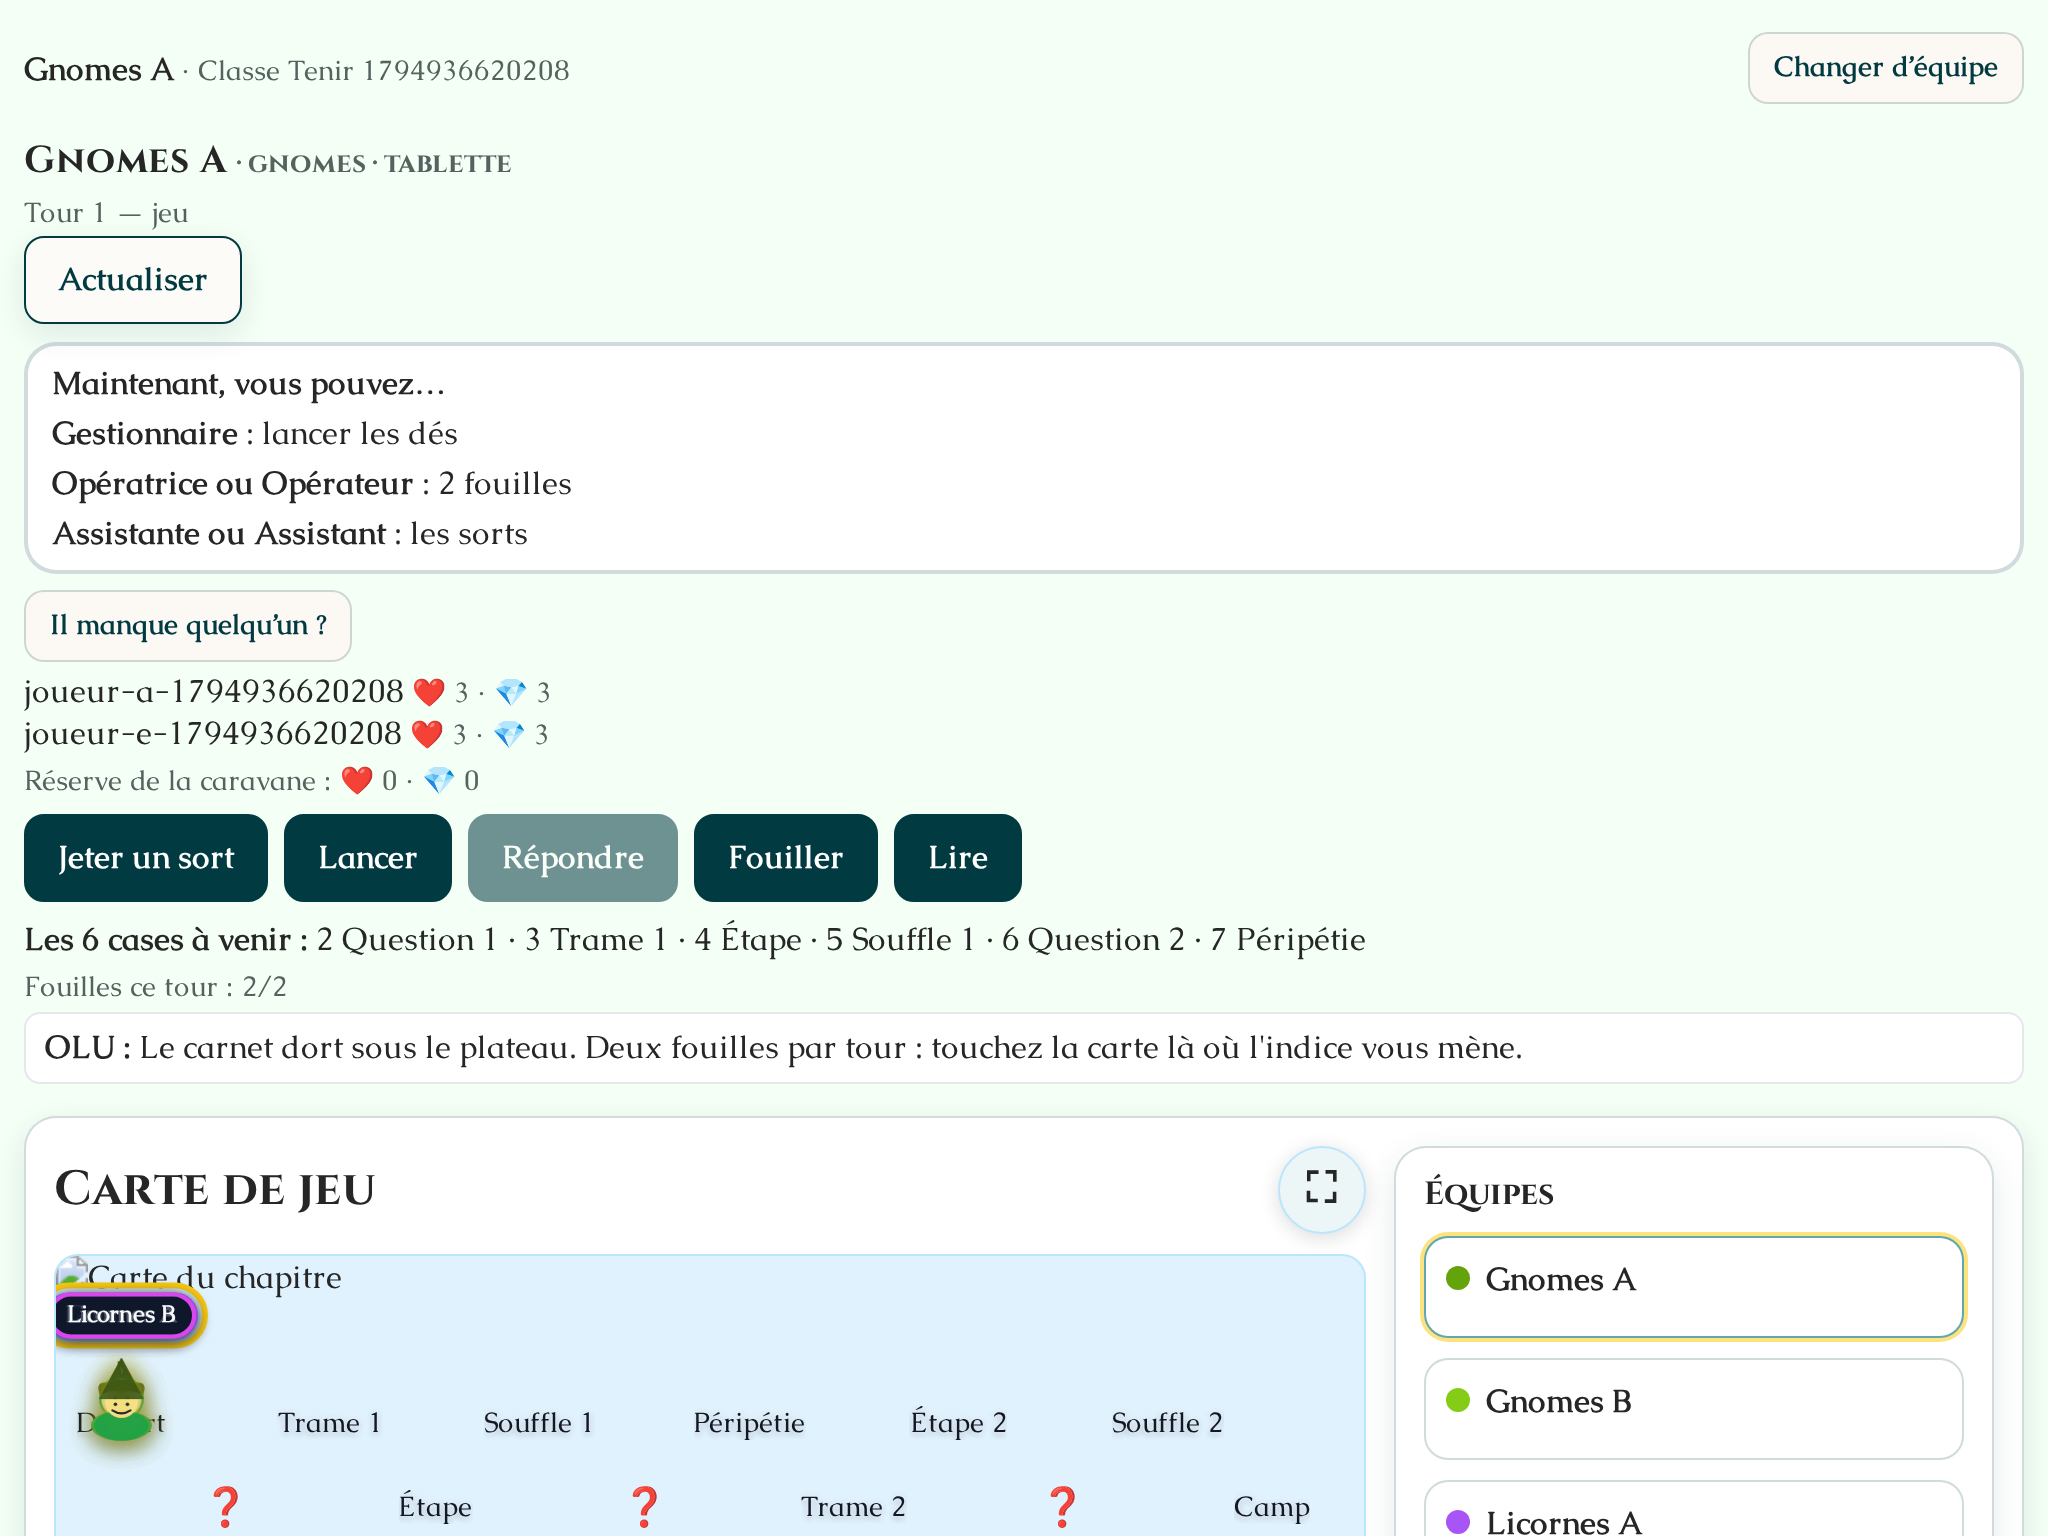 Gnomes A · Classe Tenir 1794936620208
Changer d’équipe
Gnomes A · gnomes · tablette
Tour 1 — jeu
Actualiser
Maintenant, vous pouvez…
Gestionnaire : lancer les dés
Opératrice ou Opérateur : 2 fouilles
Assistante ou Assistant : les sorts
Il manque quelqu’un ?
joueur-a-1794936620208 ❤️ 3 · 💎 3
joueur-e-1794936620208 ❤️ 3 · 💎 3
Réserve de la caravane : ❤️ 0 · 💎 0
Jeter un sort
Lancer
Répondre
Fouiller
Lire
Les 6 cases à venir : 2 Question 1 · 3 Trame 1 · 4 Étape · 5 Souffle 1 · 6 Question 2 · 7 Péripétie
Fouilles ce tour : 2/2
OLU : Le carnet dort sous le plateau. Deux fouilles par tour : touchez la carte là où l'indice vous mène.
Carte de jeu
Carte du chapitre
Licornes B
Trame 1
Souffle 1
Péripétie
Étape 2
Souffle 2
❓
Étape
❓
Trame 2
❓
Camp
Équipes
Gnomes A
Gnomes B
Licornes A